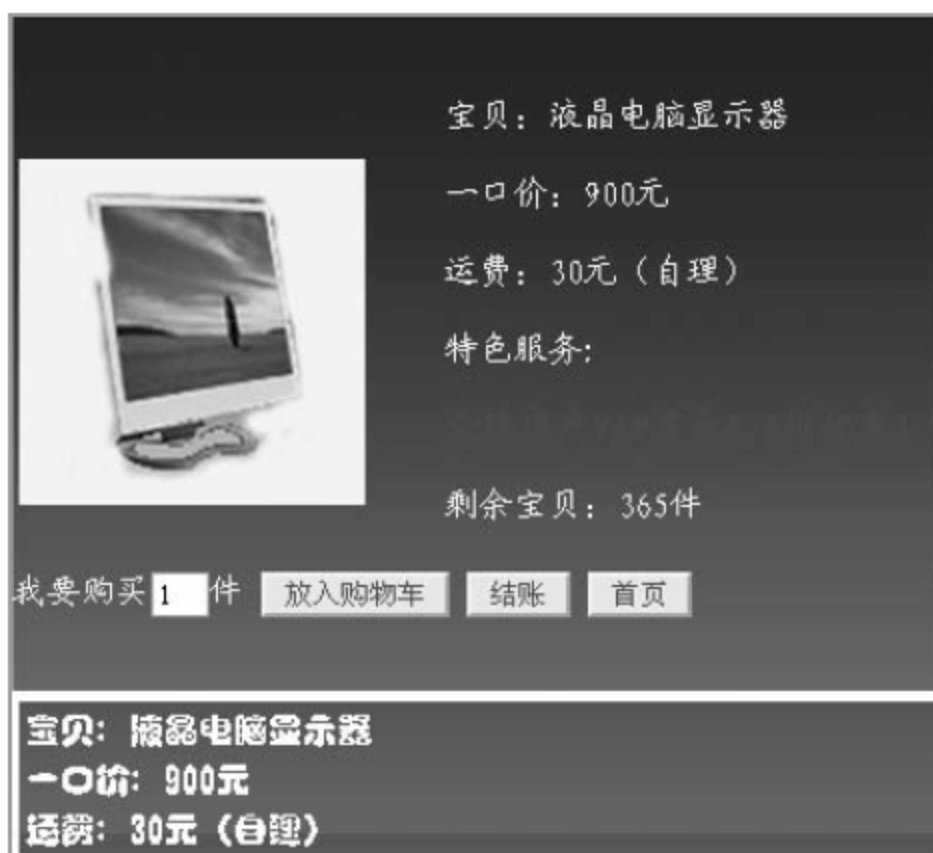 宝贝：液晶电脑显示器
一口价：900元
运费：30元（自理）
特色服务：
剩余宝贝：365件
我要购买 1 件 放入购物车 结账 首页
宝贝：液晶电脑显示器
一口价：900元
运费：30元（自理）